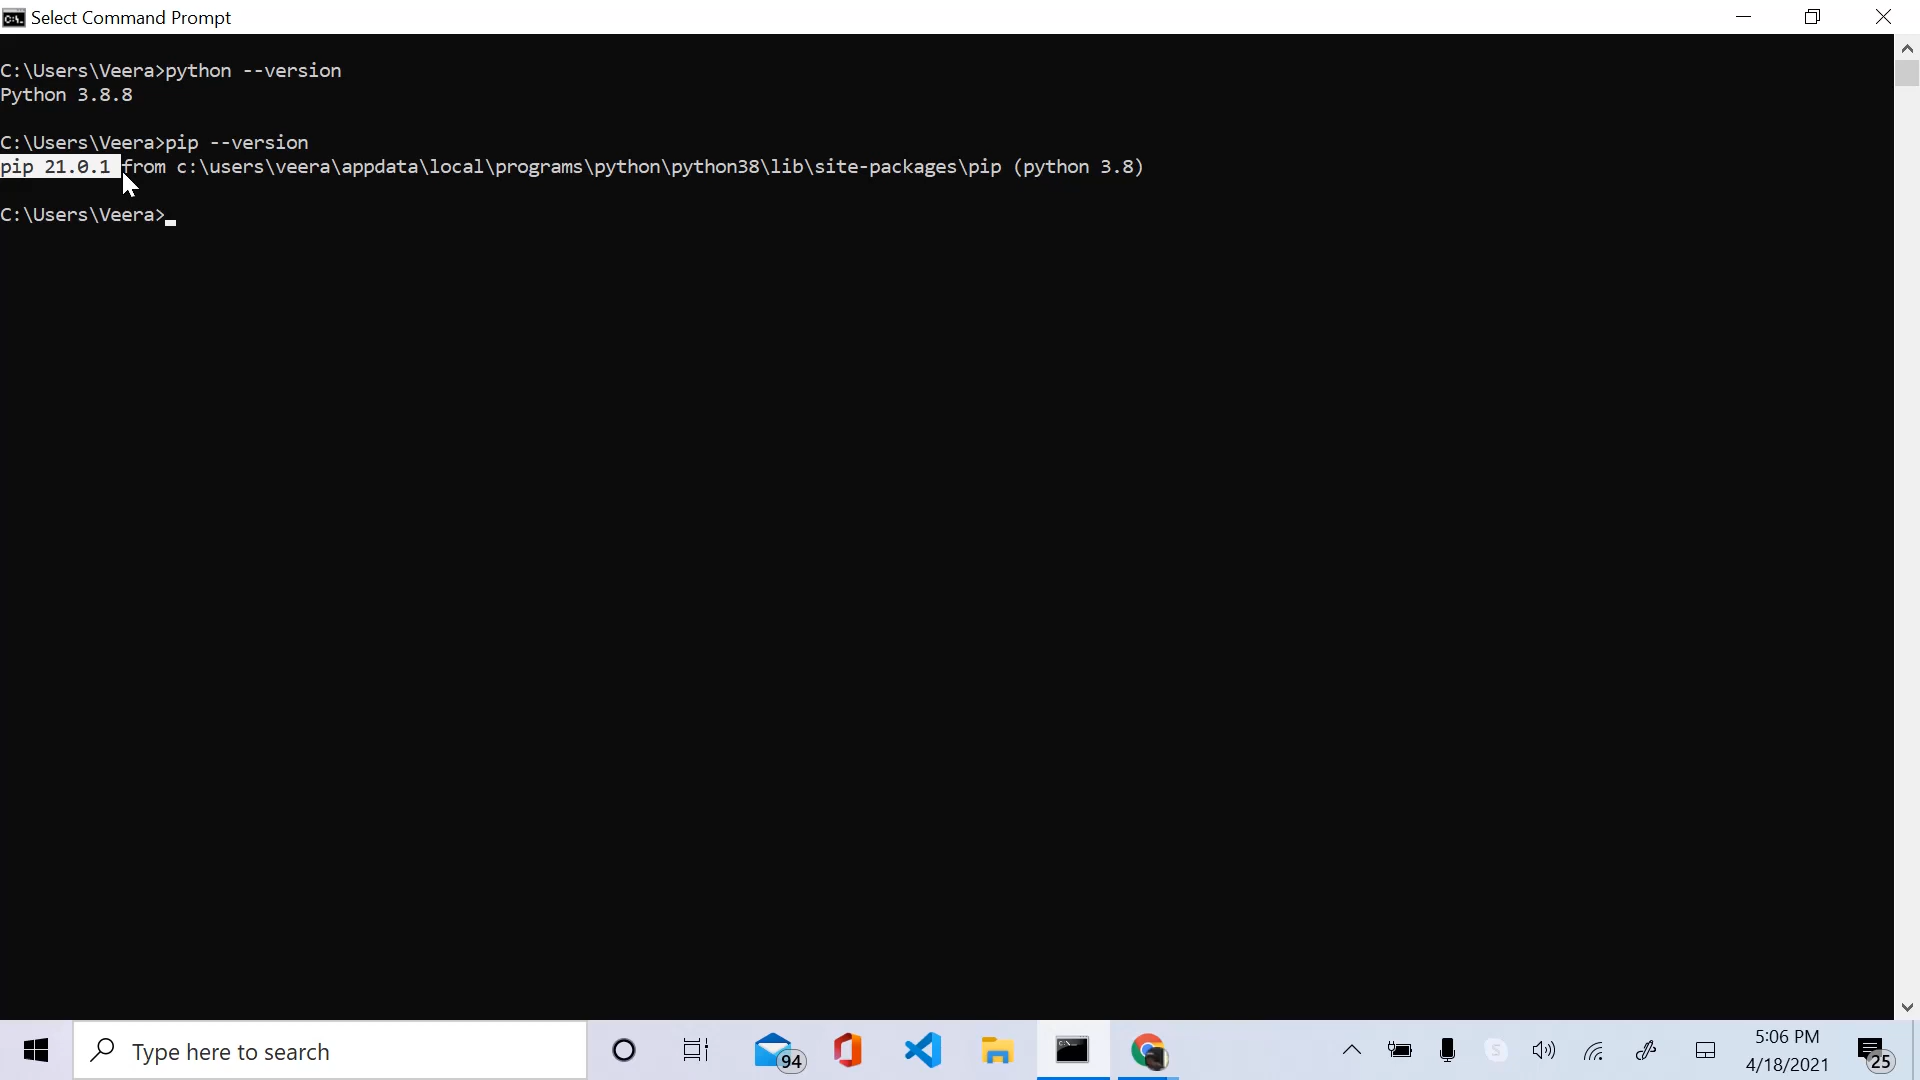 Select Command Prompt
C:\Users\Veera>python --version
Python 3.8.8
C:\Users\Veera>pip --version
pip 21.0.1 from c:\users\veera\appdata\local\programs\python\python38\lib\site-packages\pip (python 3.8)
C:\Users\Veera>
Type here to search
94
5:06 PM
4/18/2021
25